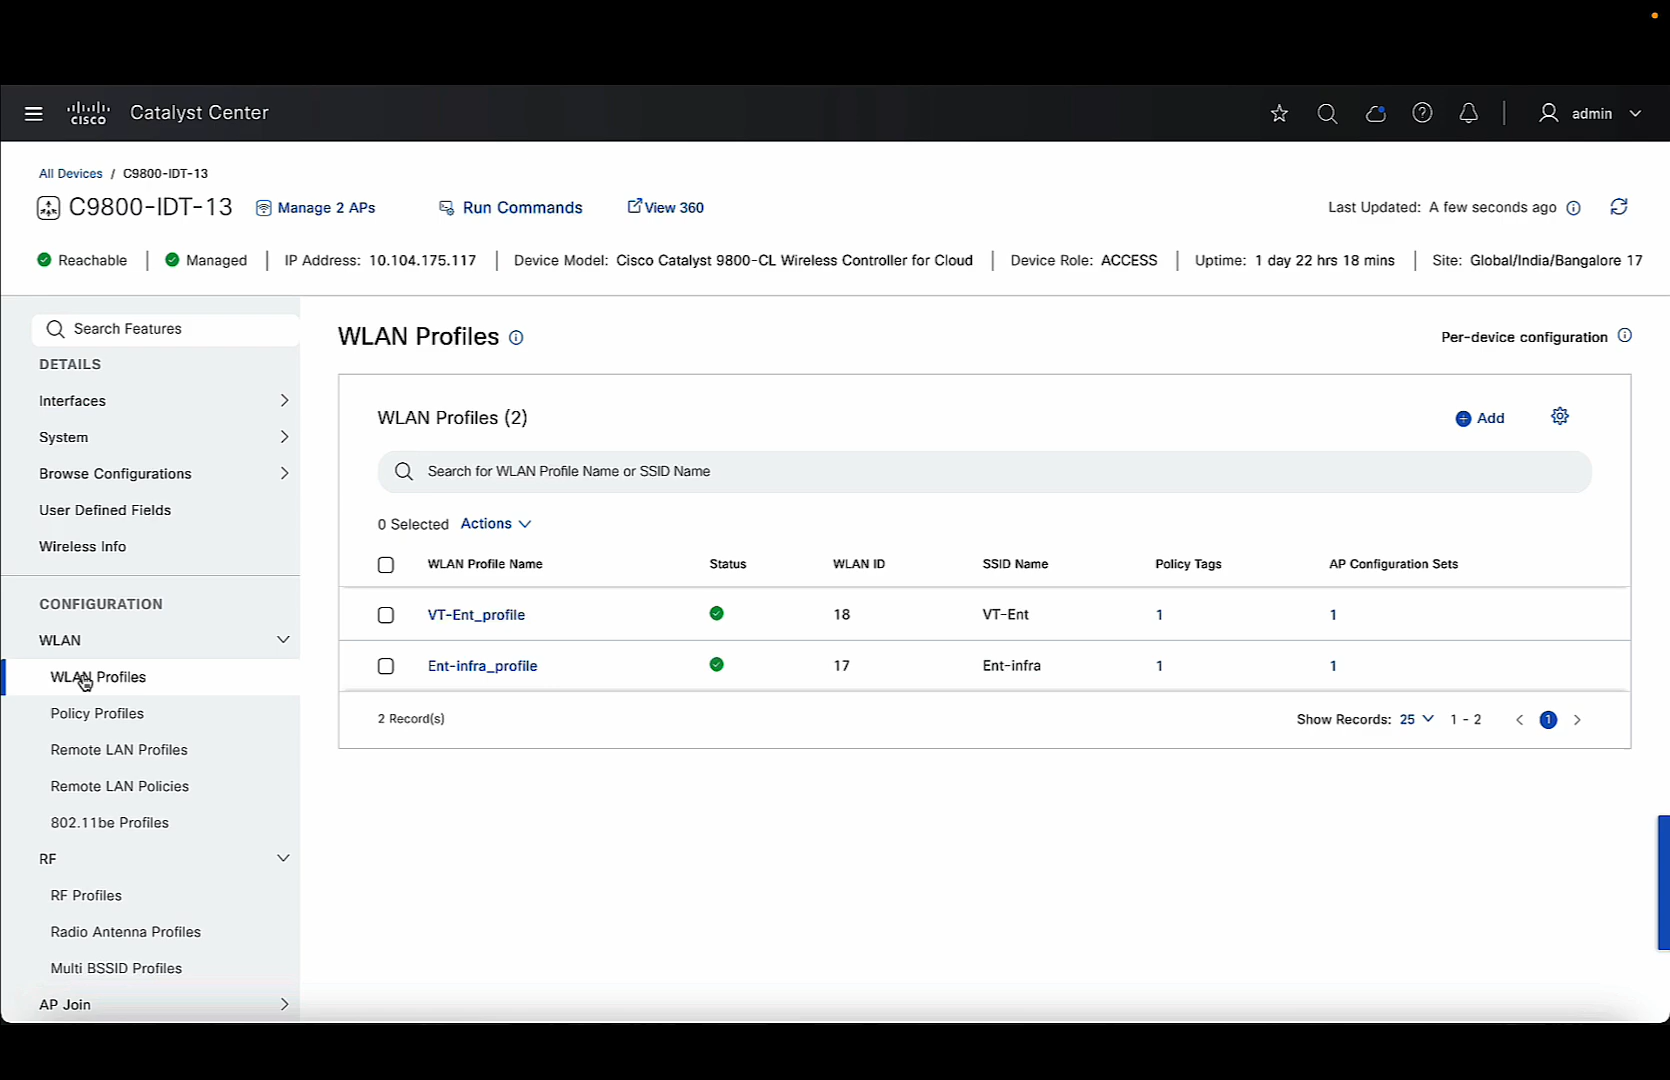 cisco Catalyst Center admin
All Devices / C9800-IDT-13
C9800-IDT-13 Manage 2 APs Run Commands View 360 Last Updated: A few seconds ago
Reachable | Managed | IP Address: 10.104.175.117 | Device Model: Cisco Catalyst 9800-CL Wireless Controller for Cloud | Device Role: ACCESS | Uptime: 1 day 22 hrs 18 mins | Site: Global/India/Bangalore 17
Search Features
DETAILS
Interfaces
System
Browse Configurations
User Defined Fields
Wireless Info
CONFIGURATION
WLAN
WLAN Profiles
Policy Profiles
Remote LAN Profiles
Remote LAN Policies
802.11be Profiles
RF
RF Profiles
Radio Antenna Profiles
Multi BSSID Profiles
AP Join
WLAN Profiles Per-device configuration
WLAN Profiles (2) Add
Search for WLAN Profile Name or SSID Name
0 Selected Actions
WLAN Profile Name Status WLAN ID SSID Name Policy Tags AP Configuration Sets
VT-Ent_profile 18 VT-Ent 1 1
Ent-infra_profile 17 Ent-infra 1 1
2 Record(s) Show Records: 25 1 - 2 < 1 >